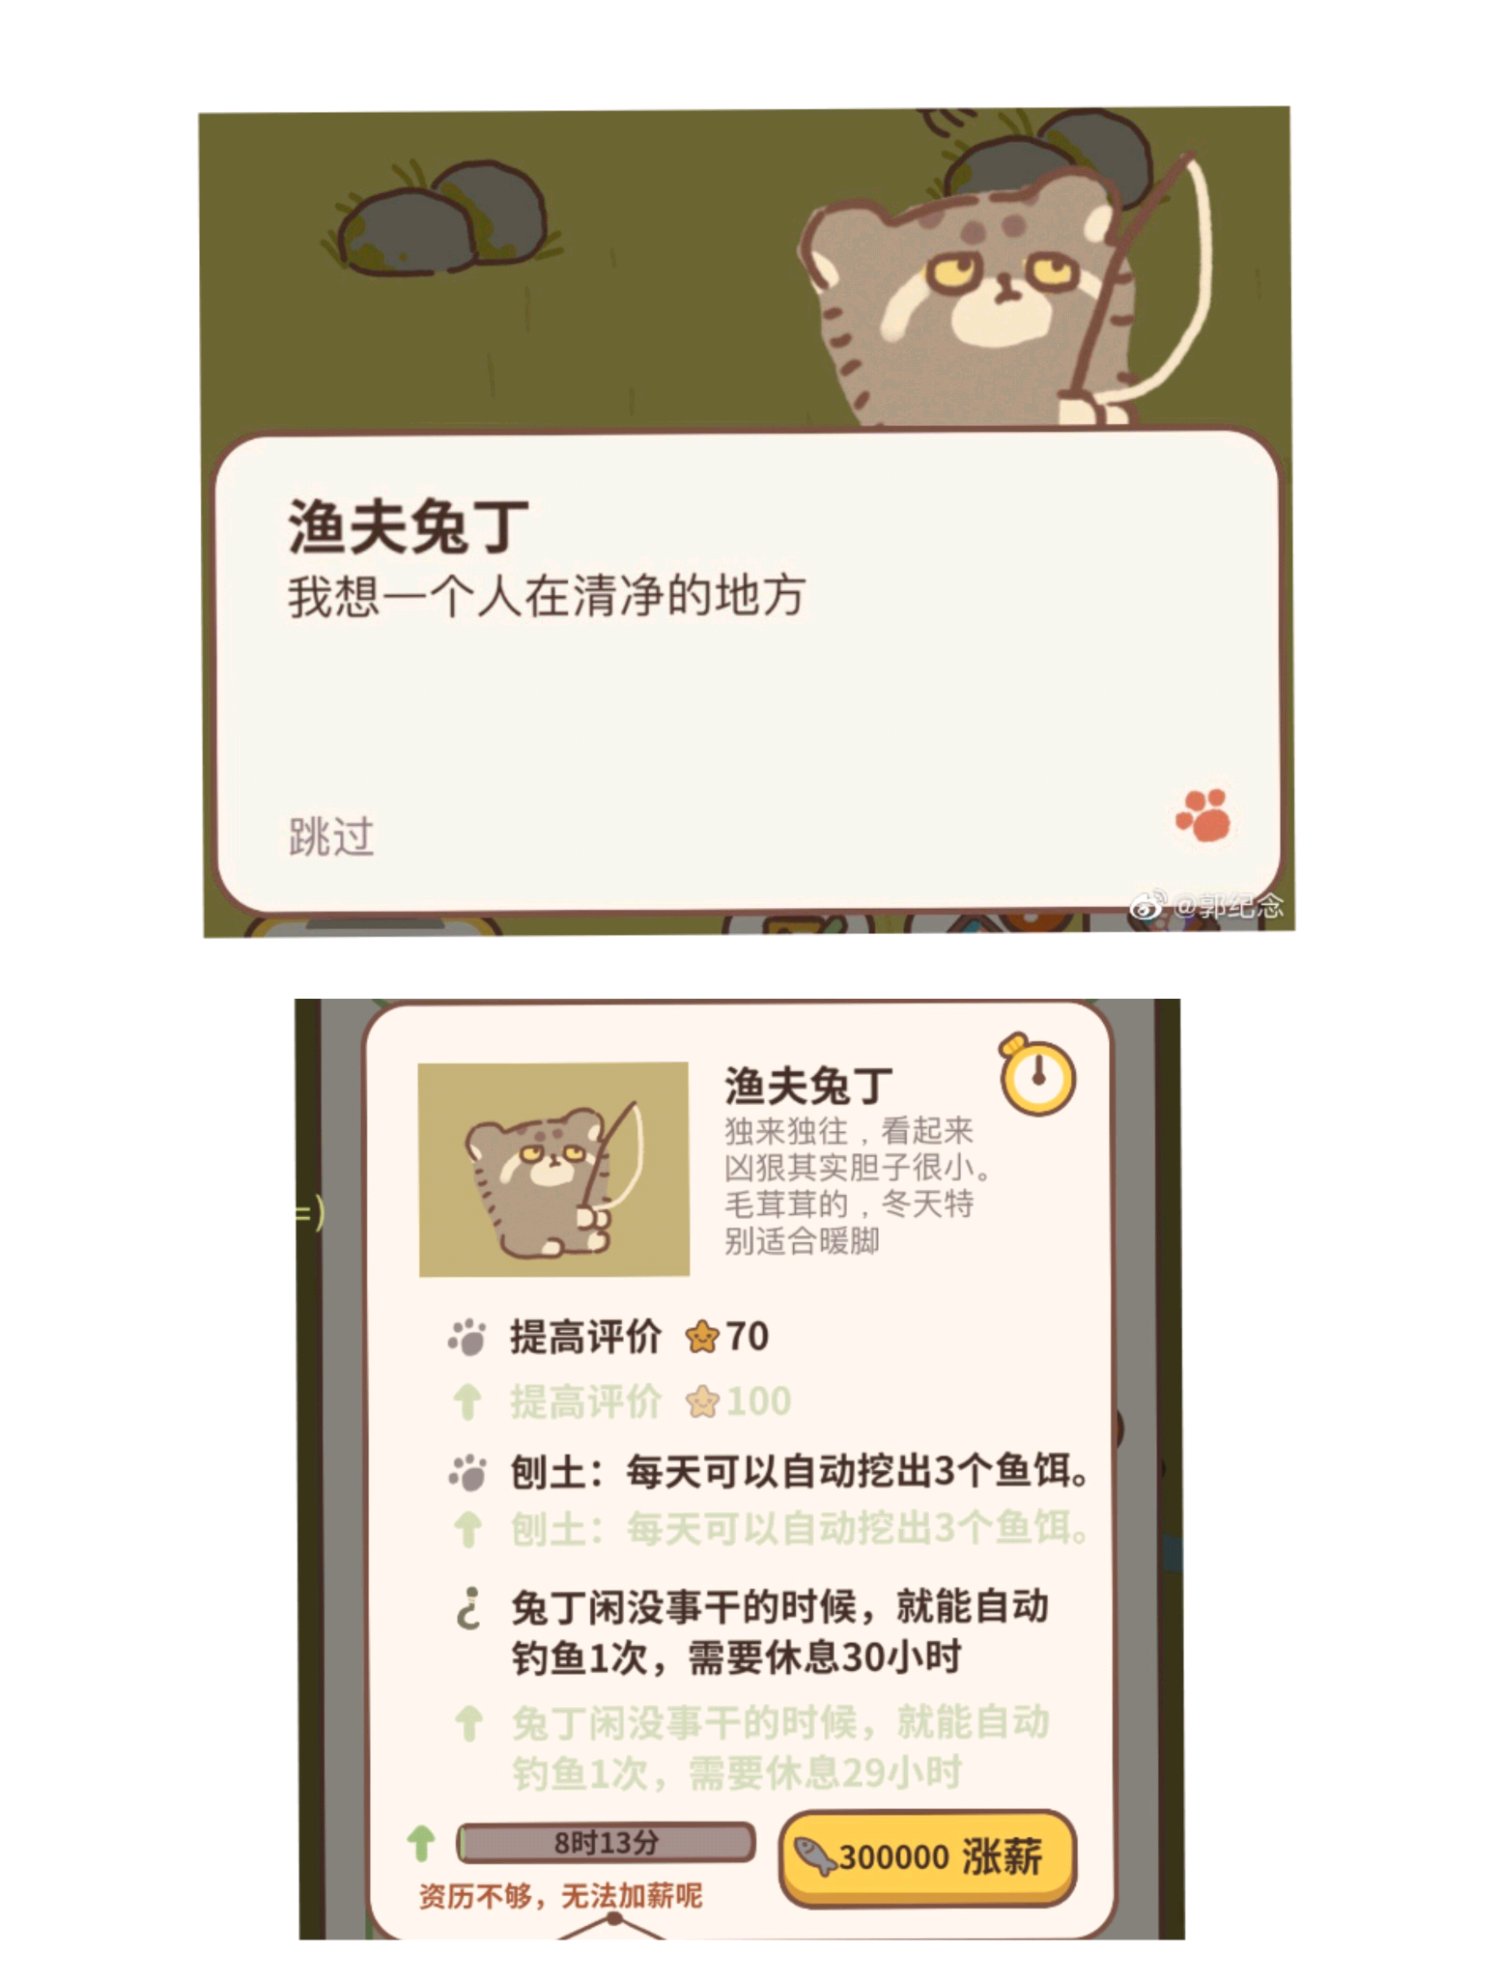 渔夫兔丁
我想一个人在清净的地方
跳过
@郭纪念
=)
渔夫兔丁
独来独往，看起来
凶狠其实胆子很小。
毛茸茸的，冬天特
别适合暖脚
提高评价 70
提高评价 100
刨土：每天可以自动挖出3个鱼饵。
刨土：每天可以自动挖出3个鱼饵。
兔丁闲没事干的时候，就能自动
钓鱼1次，需要休息30小时
兔丁闲没事干的时候，就能自动
钓鱼1次，需要休息29小时
8时13分
300000 涨薪
资历不够，无法加薪呢